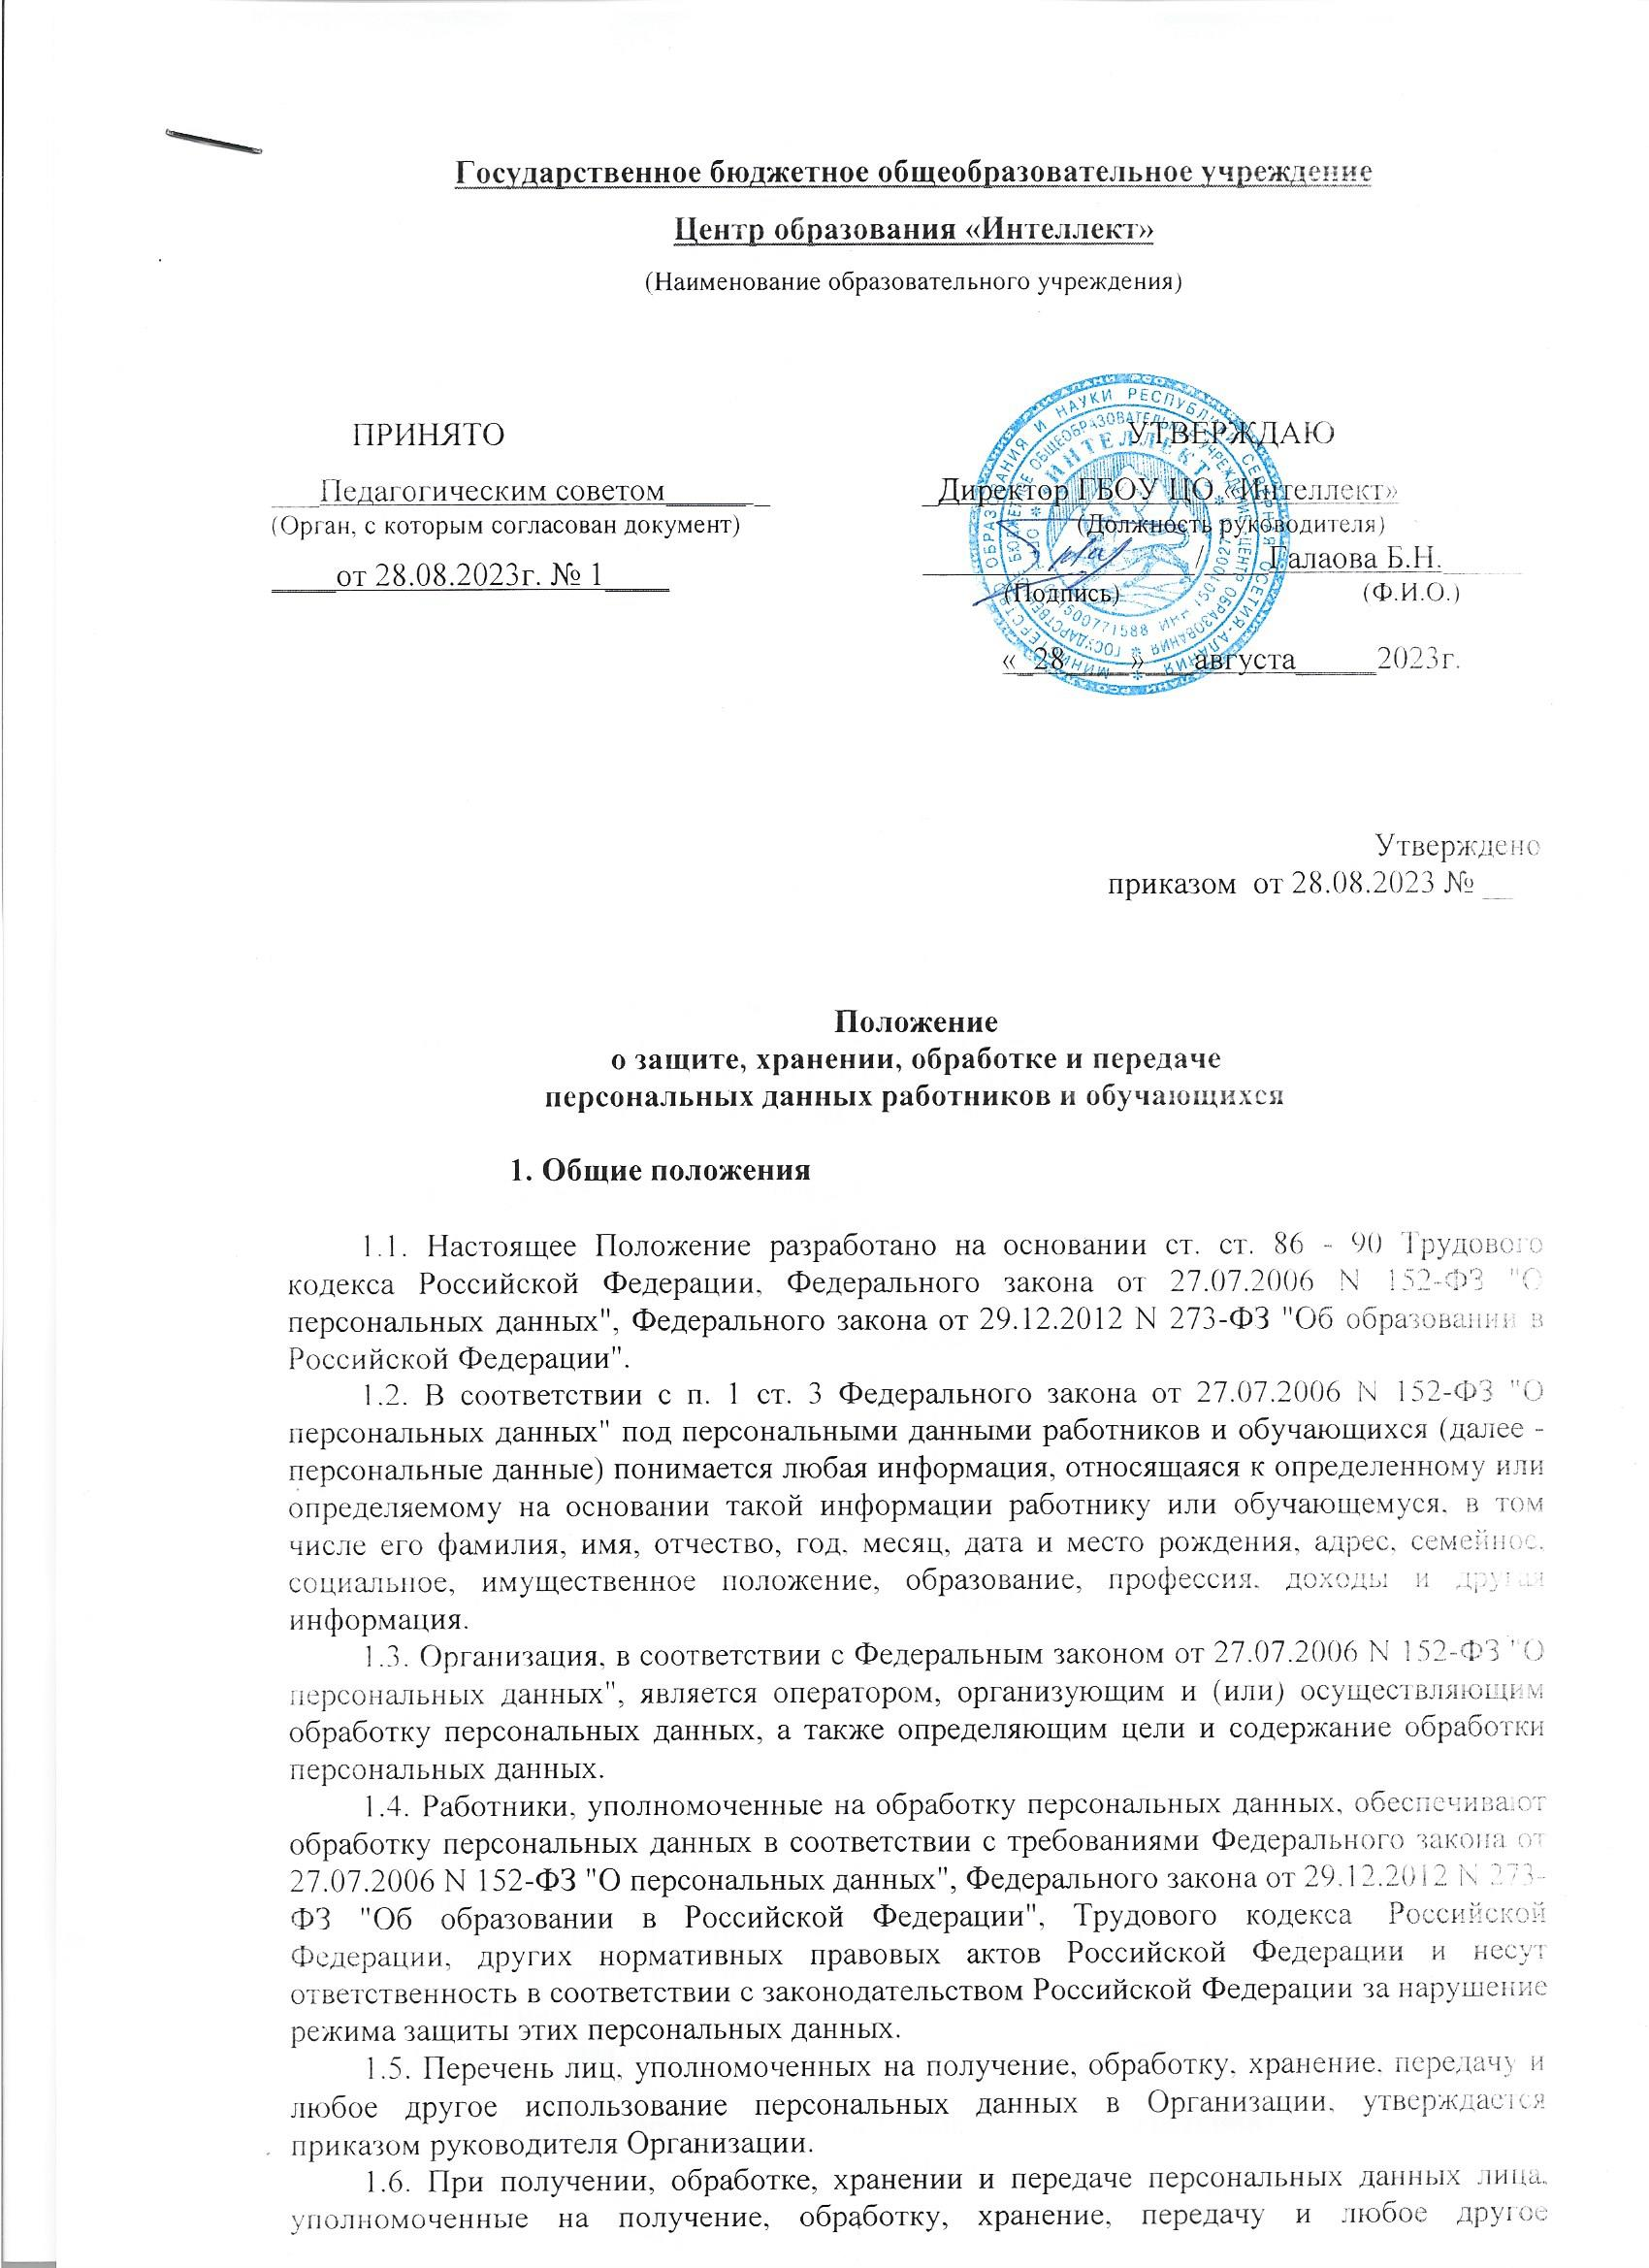 Государственное бюджетное общеобразовательное учреждение
Центр образования «Интеллект»
(Наименование образовательного учреждения)
ПРИНЯТО
УТВЕРЖДАЮ
Педагогическим советом
Директор ГБОУ ЦО «Интеллект»
(Орган, с которым согласован документ)
(Должность руководителя)
от 28.08.2023г. № 1
/ Галаова Б.Н.
(Подпись) (Ф.И.О.)
« 28 » августа 2023г.
ИНТЕЛЛЕКТ
Утверждено
приказом от 28.08.2023 № __
Положение
о защите, хранении, обработке и передаче
персональных данных работников и обучающихся
1. Общие положения
1.1. Настоящее Положение разработано на основании ст. ст. 86 - 90 Трудового
кодекса Российской Федерации, Федерального закона от 27.07.2006 N 152-ФЗ "О
персональных данных", Федерального закона от 29.12.2012 N 273-ФЗ "Об образовании в
Российской Федерации".
1.2. В соответствии с п. 1 ст. 3 Федерального закона от 27.07.2006 N 152-ФЗ "О
персональных данных" под персональными данными работников и обучающихся (далее -
персональные данные) понимается любая информация, относящаяся к определенному или
определяемому на основании такой информации работнику или обучающемуся, в том
числе его фамилия, имя, отчество, год, месяц, дата и место рождения, адрес, семейное,
социальное, имущественное положение, образование, профессия, доходы и другая
информация.
1.3. Организация, в соответствии с Федеральным законом от 27.07.2006 N 152-ФЗ "О
персональных данных", является оператором, организующим и (или) осуществляющим
обработку персональных данных, а также определяющим цели и содержание обработки
персональных данных.
1.4. Работники, уполномоченные на обработку персональных данных, обеспечивают
обработку персональных данных в соответствии с требованиями Федерального закона от
27.07.2006 N 152-ФЗ "О персональных данных", Федерального закона от 29.12.2012 N 273-
ФЗ "Об образовании в Российской Федерации", Трудового кодекса Российской
Федерации, других нормативных правовых актов Российской Федерации и несут
ответственность в соответствии с законодательством Российской Федерации за нарушение
режима защиты этих персональных данных.
1.5. Перечень лиц, уполномоченных на получение, обработку, хранение, передачу и
любое другое использование персональных данных в Организации, утверждается
приказом руководителя Организации.
1.6. При получении, обработке, хранении и передаче персональных данных лица,
уполномоченные на получение, обработку, хранение, передачу и любое другое